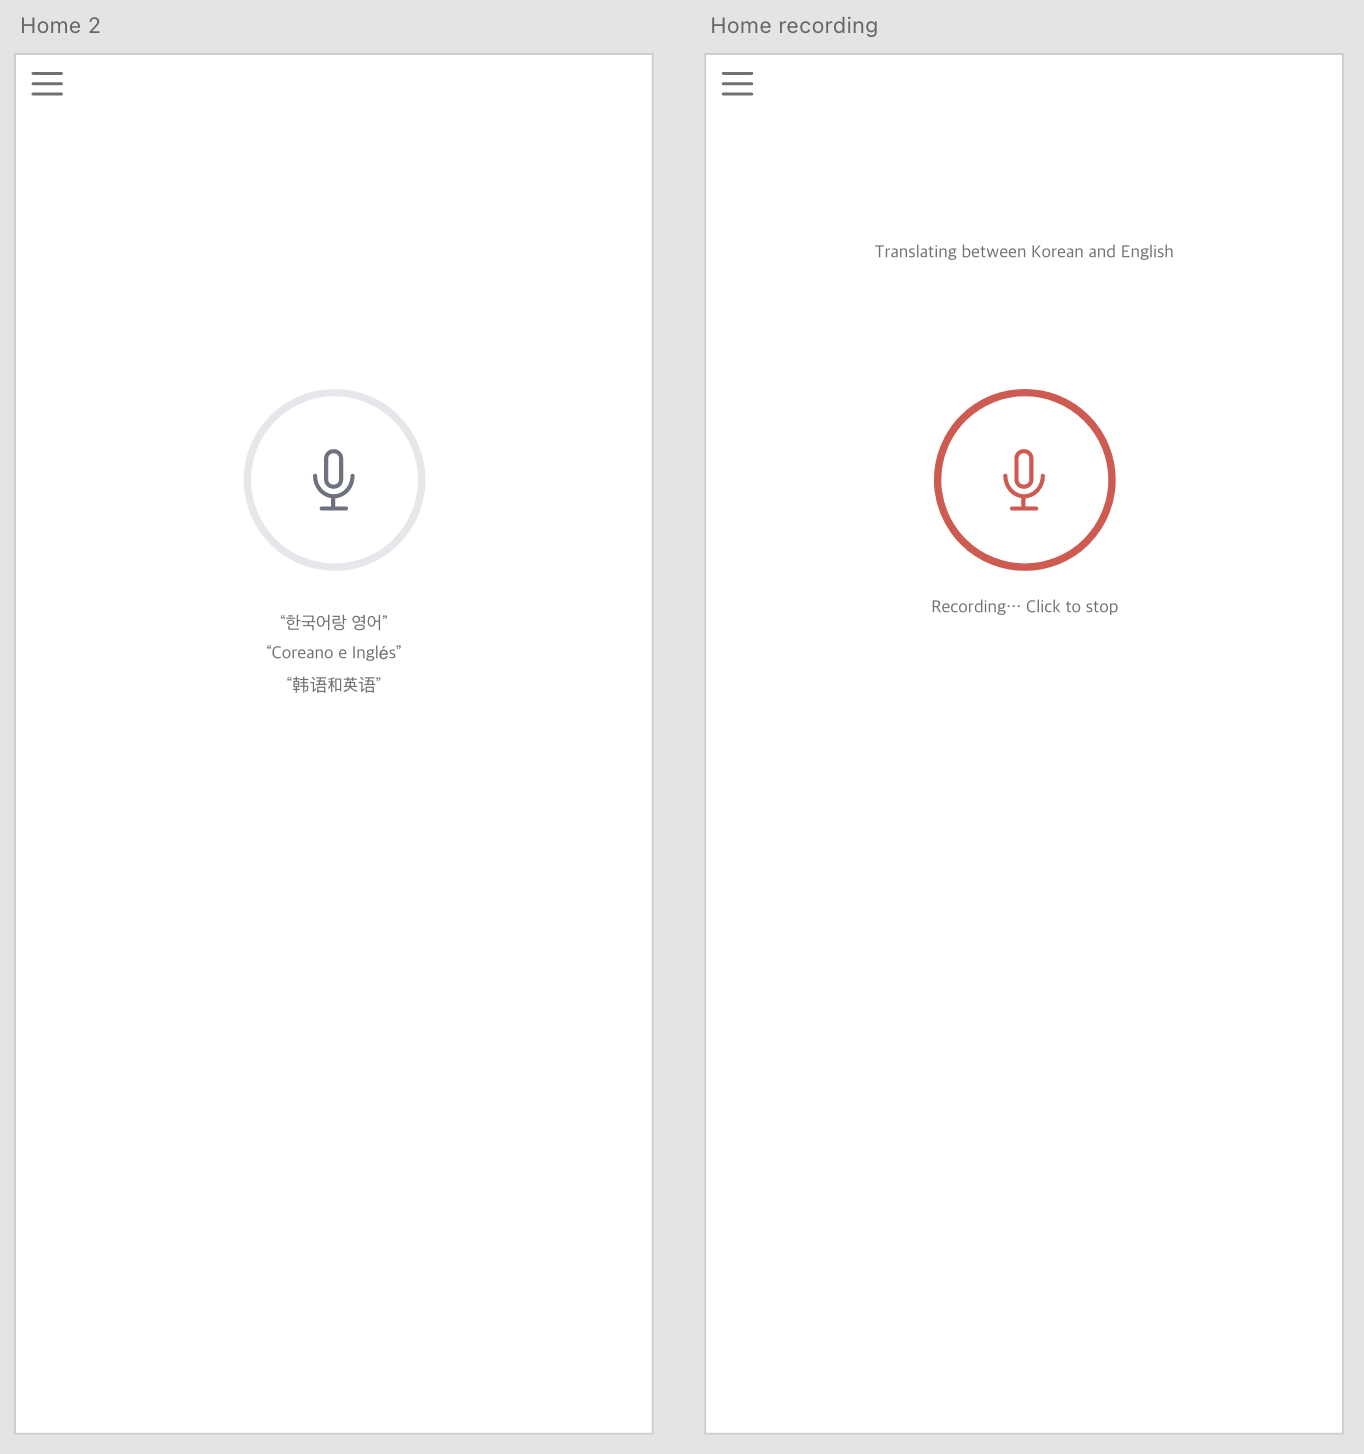 Home 2
“한국어랑 영어”
“Coreano e Inglés”
“韩语和英语”
Home recording
Translating between Korean and English
Recording··· Click to stop